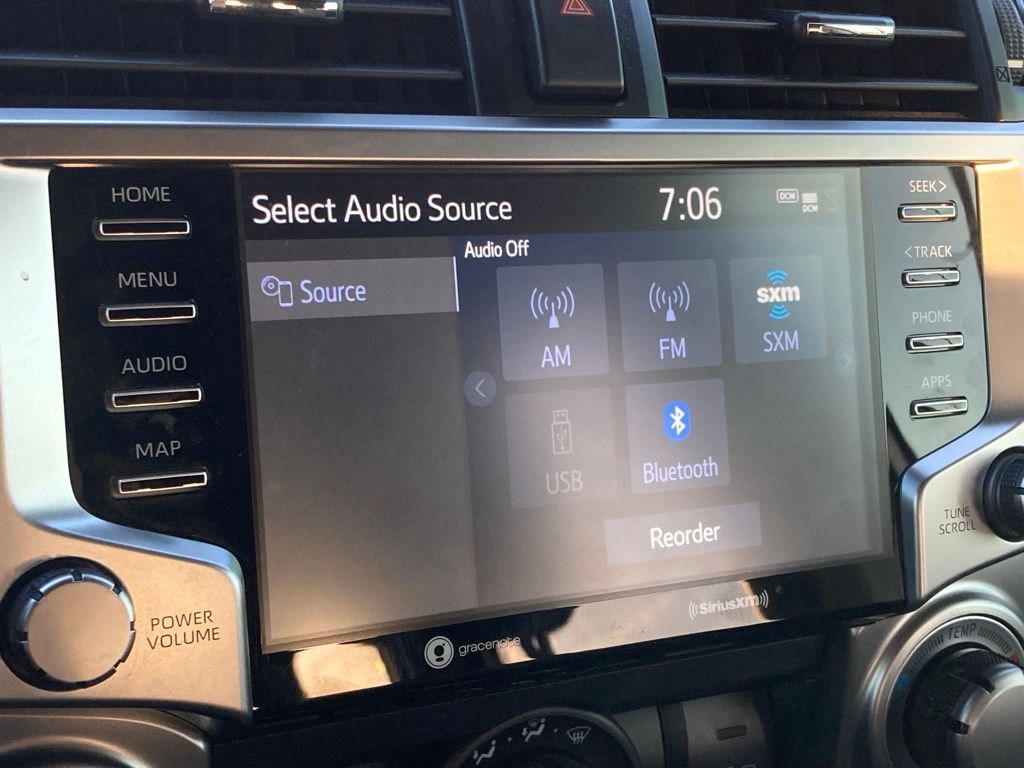 HOME
MENU
AUDIO
MAP
POWER
VOLUME
Select Audio Source
7:06
DCM
DCM
Source
Audio Off
AM
FM
sxm
SXM
USB
Bluetooth
Reorder
gracenote
((SiriusXM))
SEEK>
<TRACK
PHONE
APPS
TUNE
SCROLL
TEMP